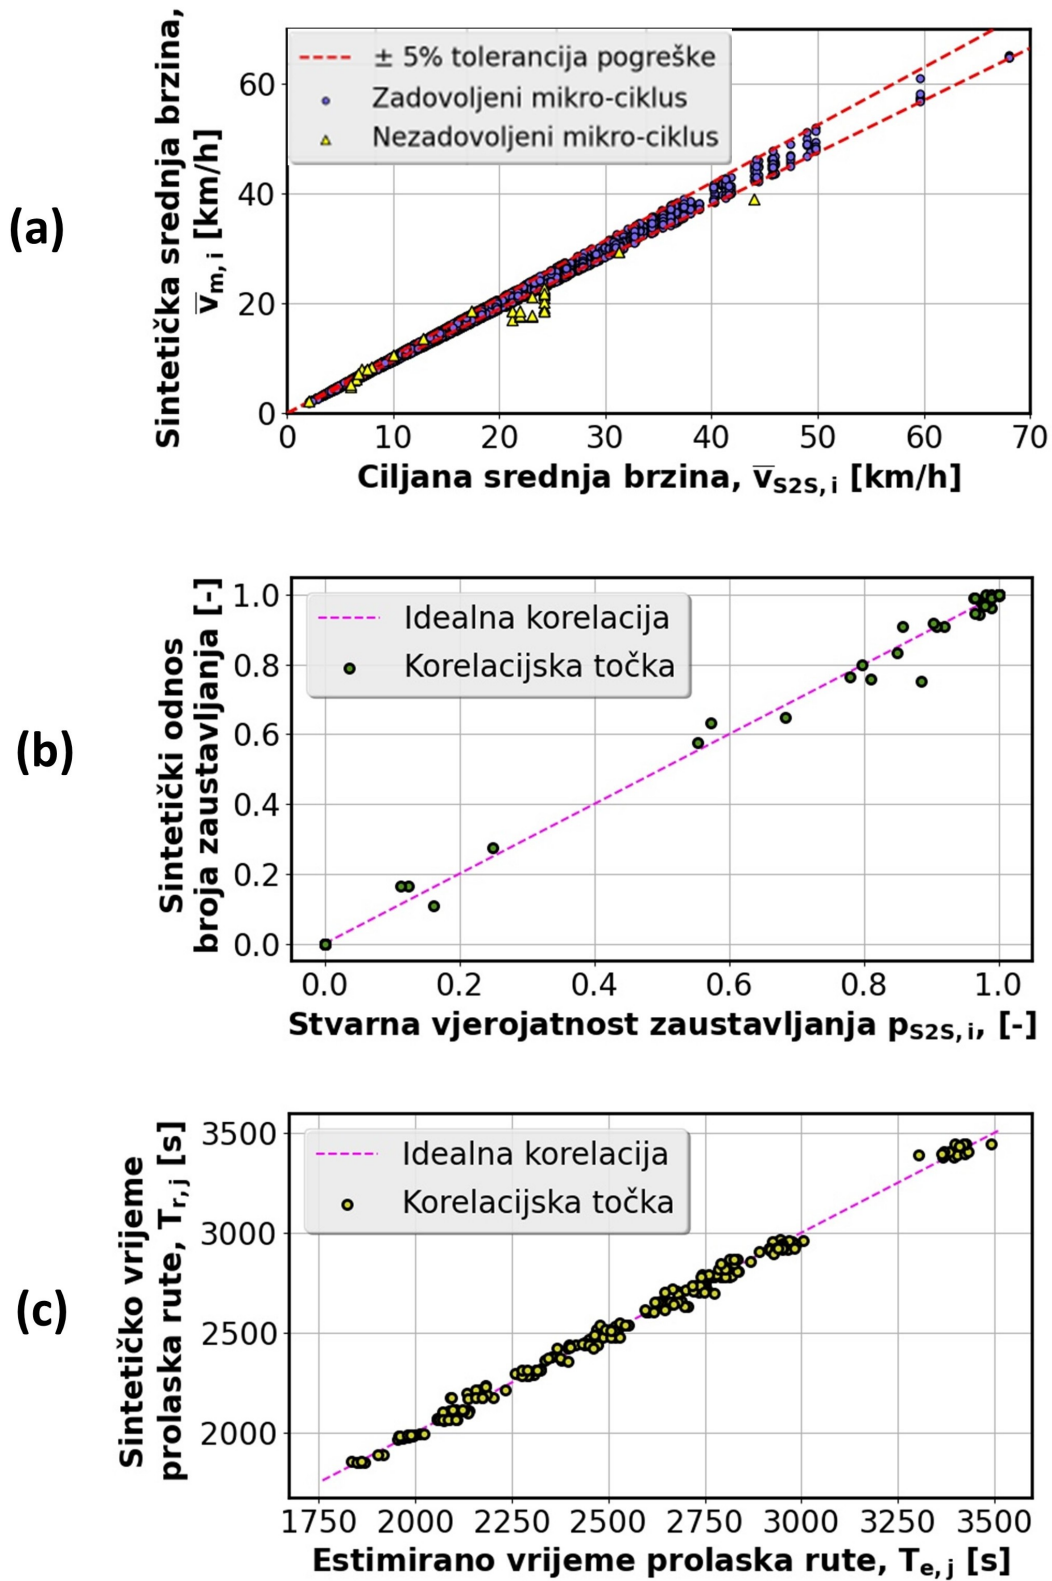 (a)
Sintetička srednja brzina,
v̅m, i [km/h]
60
40
20
0
± 5% tolerancija pogreške
Zadovoljeni mikro-ciklus
Nezadovoljeni mikro-ciklus
0 10 20 30 40 50 60 70
Ciljana srednja brzina, v̅S2S, i [km/h]
(b)
Sintetički odnos
broja zaustavljanja [-]
1.0
0.8
0.6
0.4
0.2
0.0
Idealna korelacija
Korelacijska točka
0.0 0.2 0.4 0.6 0.8 1.0
Stvarna vjerojatnost zaustavljanja pS2S, i, [-]
(c)
Sintetičko vrijeme
prolaska rute, Tr, j [s]
3500
3000
2500
2000
Idealna korelacija
Korelacijska točka
1750 2000 2250 2500 2750 3000 3250 3500
Estimirano vrijeme prolaska rute, Te, j [s]